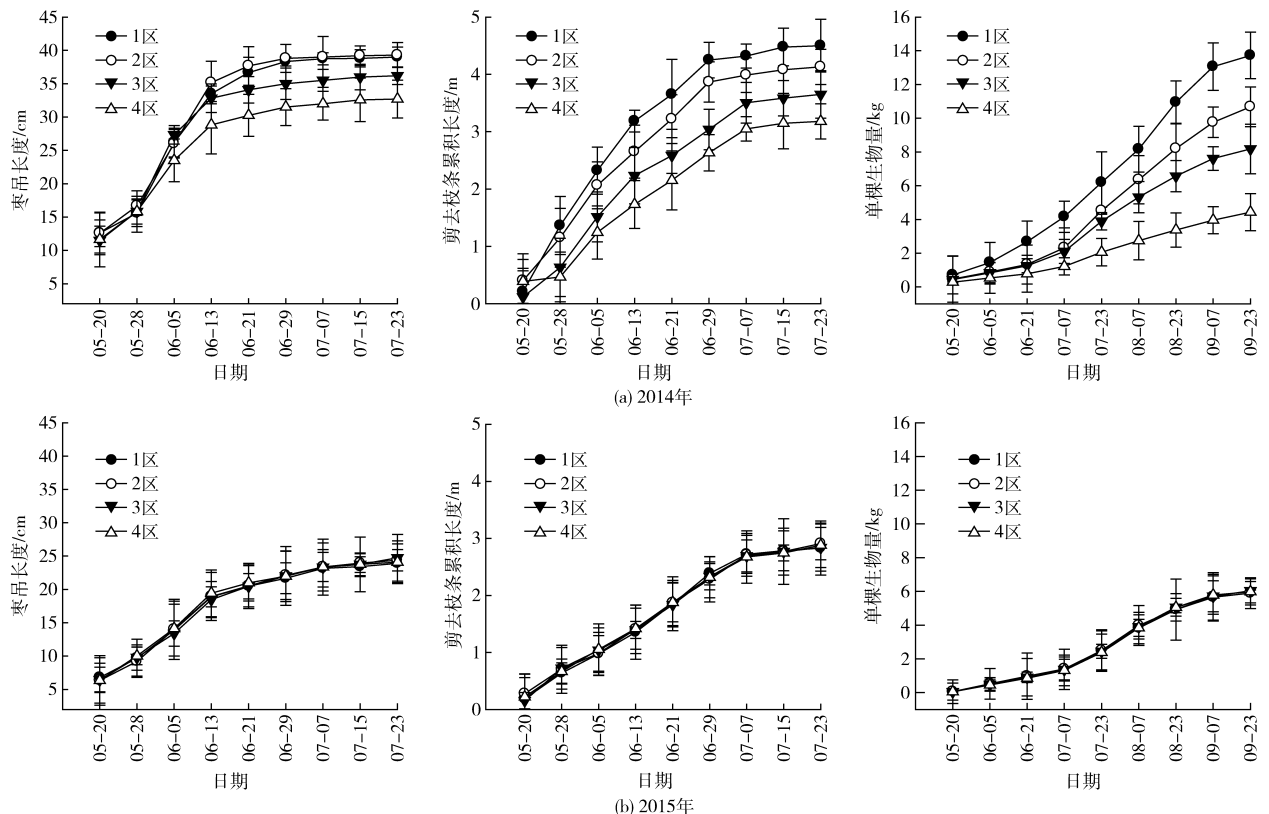 枣吊长度/cm
45
40
35
30
25
20
15
10
5
1区
2区
3区
4区
05-20
05-28
06-05
06-13
06-21
06-29
07-07
07-15
07-23
日期
剪去枝条累积长度/m
5
4
3
2
1
0
1区
2区
3区
4区
05-20
05-28
06-05
06-13
06-21
06-29
07-07
07-15
07-23
日期
单棵生物量/kg
16
14
12
10
8
6
4
2
0
1区
2区
3区
4区
05-20
06-05
06-21
07-07
07-23
08-07
08-23
09-07
09-23
日期
(a) 2014年
枣吊长度/cm
45
40
35
30
25
20
15
10
5
1区
2区
3区
4区
05-20
05-28
06-05
06-13
06-21
06-29
07-07
07-15
07-23
日期
剪去枝条累积长度/m
5
4
3
2
1
0
1区
2区
3区
4区
05-20
05-28
06-05
06-13
06-21
06-29
07-07
07-15
07-23
日期
单棵生物量/kg
16
14
12
10
8
6
4
2
0
1区
2区
3区
4区
05-20
06-05
06-21
07-07
07-23
08-07
08-23
09-07
09-23
日期
(b) 2015年